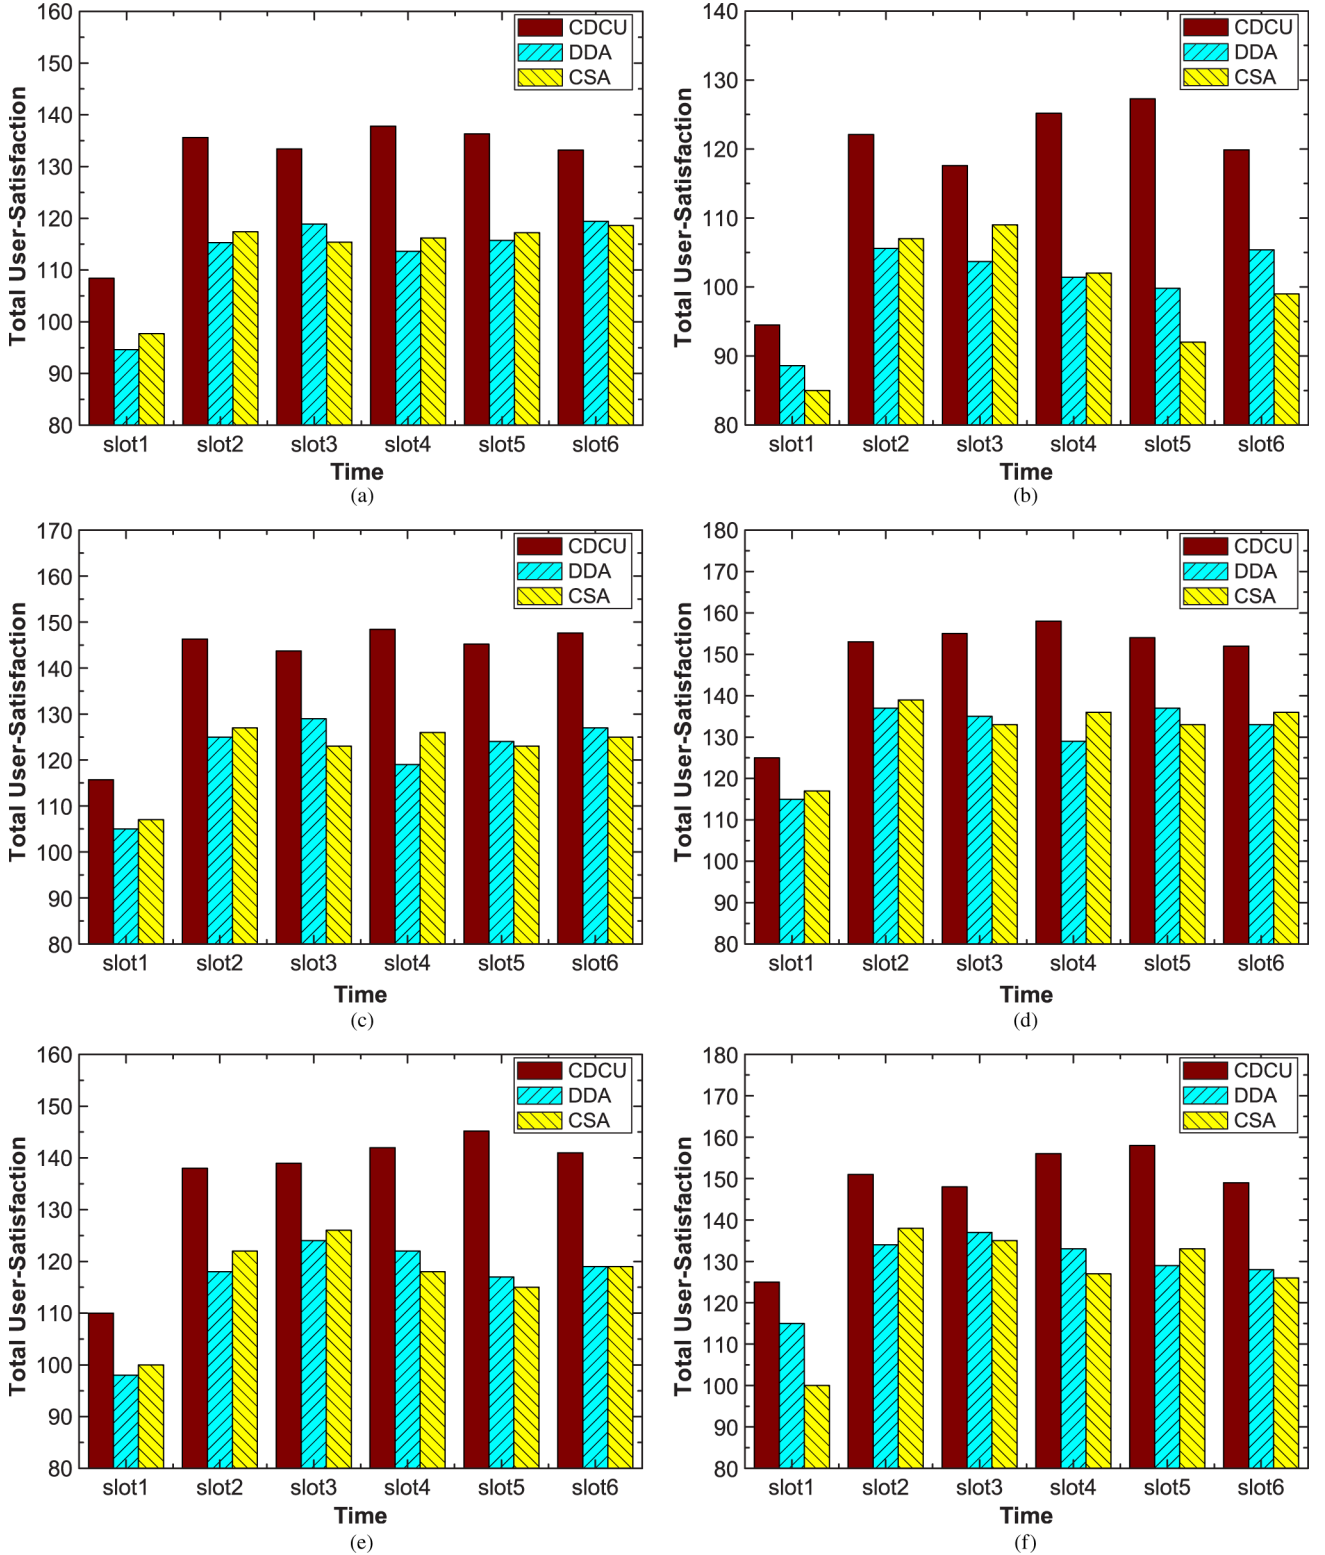 160
150
140
130
120
110
100
90
80
Total User-Satisfaction
CDCU
DDA
CSA
slot1 slot2 slot3 slot4 slot5 slot6
Time
(a)
140
130
120
110
100
90
80
Total User-Satisfaction
CDCU
DDA
CSA
slot1 slot2 slot3 slot4 slot5 slot6
Time
(b)
170
160
150
140
130
120
110
100
90
80
Total User-Satisfaction
CDCU
DDA
CSA
slot1 slot2 slot3 slot4 slot5 slot6
Time
(c)
180
170
160
150
140
130
120
110
100
90
80
Total User-Satisfaction
CDCU
DDA
CSA
slot1 slot2 slot3 slot4 slot5 slot6
Time
(d)
160
150
140
130
120
110
100
90
80
Total User-Satisfaction
CDCU
DDA
CSA
slot1 slot2 slot3 slot4 slot5 slot6
Time
(e)
180
170
160
150
140
130
120
110
100
90
80
Total User-Satisfaction
CDCU
DDA
CSA
slot1 slot2 slot3 slot4 slot5 slot6
Time
(f)